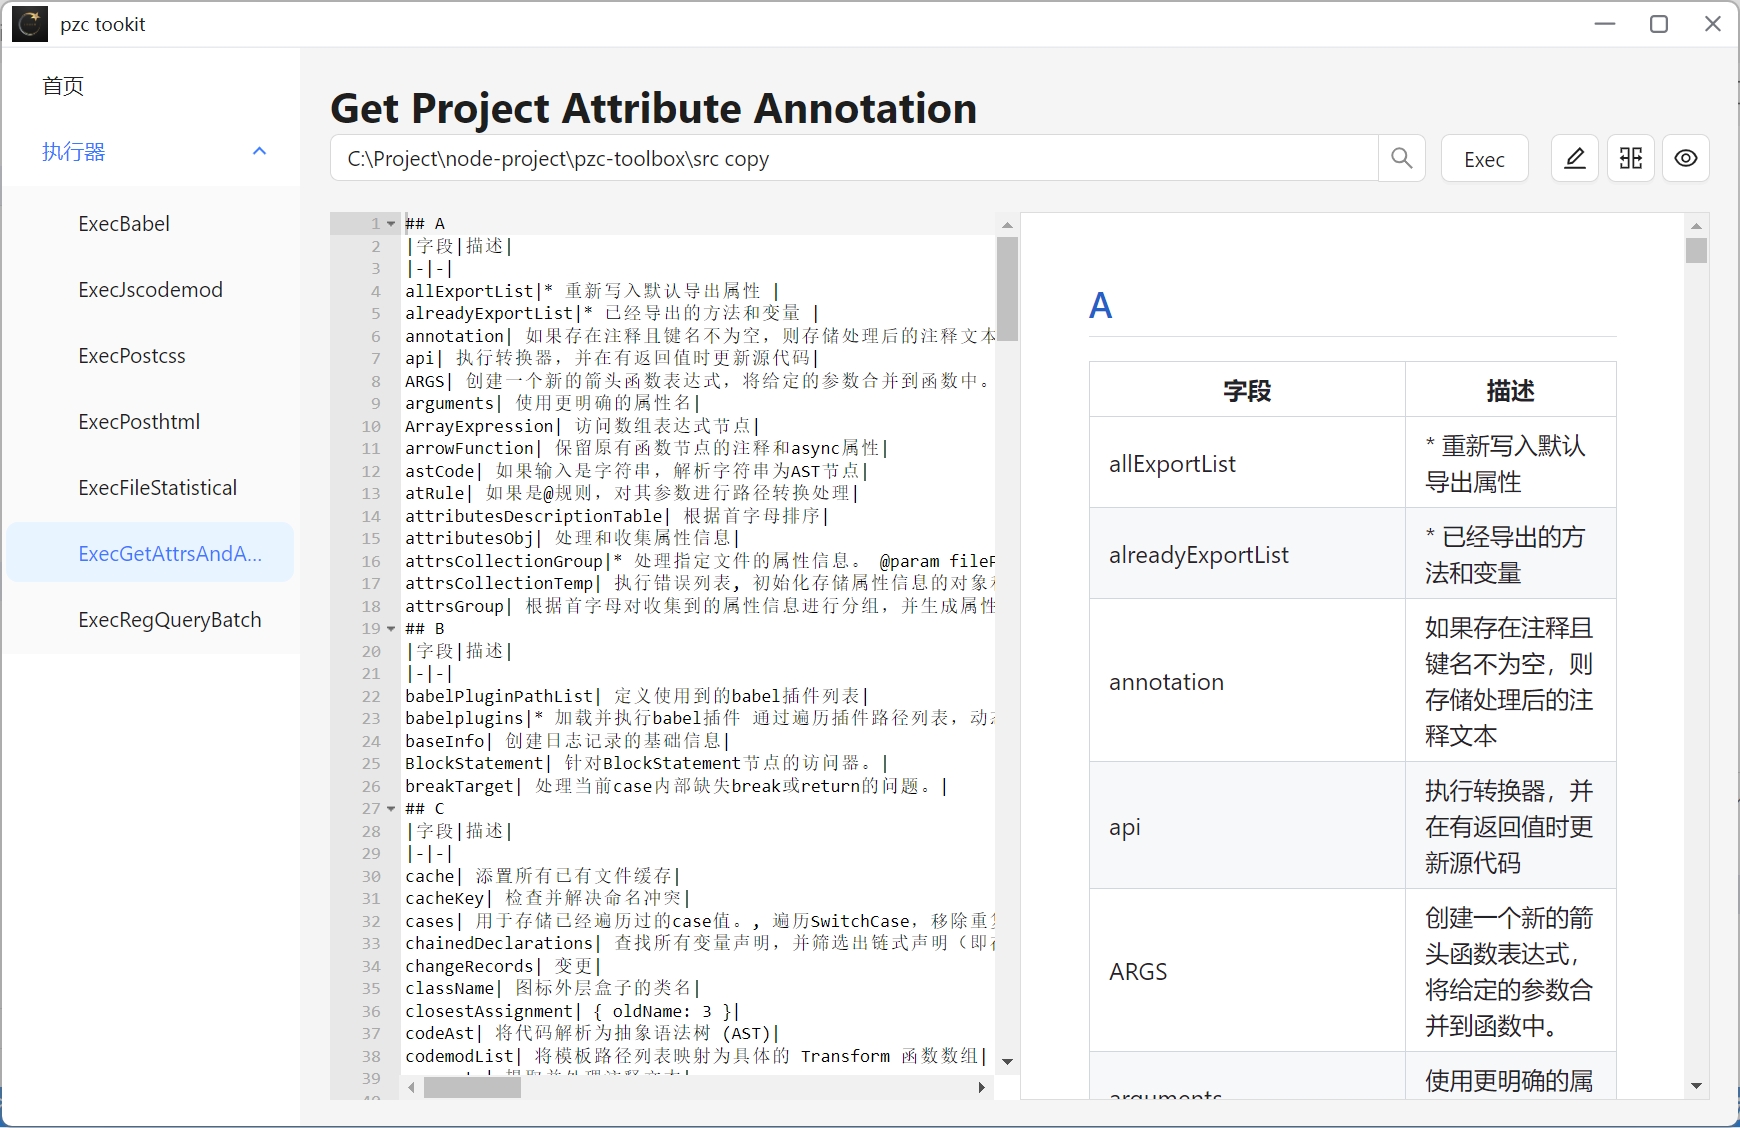 pzc tookit
首页
执行器
ExecBabel
ExecJscodemod
ExecPostcss
ExecPosthtml
ExecFileStatistical
ExecGetAttrsAndA...
ExecRegQueryBatch
Get Project Attribute Annotation
C:\Project\node-project\pzc-toolbox\src copy
Exec
1 ## A
2 |字段|描述|
3 |-|-|
4 allExportList|* 重新写入默认导出属性 |
5 alreadyExportList|* 已经导出的方法和变量 |
6 annotation| 如果存在注释且键名不为空，则存储处理后的注释文本
7 api| 执行转换器，并在有返回值时更新源代码|
8 ARGS| 创建一个新的箭头函数表达式，将给定的参数合并到函数中。
9 arguments| 使用更明确的属性名|
10 ArrayExpression| 访问数组表达式节点|
11 arrowFunction| 保留原有函数节点的注释和async属性|
12 astCode| 如果输入是字符串，解析字符串为AST节点|
13 atRule| 如果是@规则，对其参数进行路径转换处理|
14 attributesDescriptionTable| 根据首字母排序|
15 attributesObj| 处理和收集属性信息|
16 attrsCollectionGroup|* 处理指定文件的属性信息。 @param fileP
17 attrsCollectionTemp| 执行错误列表, 初始化存储属性信息的对象
18 attrsGroup| 根据首字母对收集到的属性信息进行分组，并生成属性
19 ## B
20 |字段|描述|
21 |-|-|
22 babelPluginPathList| 定义使用到的babel插件列表|
23 babelplugins|* 加载并执行babel插件 通过遍历插件路径列表，动
24 baseInfo| 创建日志记录的基础信息|
25 BlockStatement| 针对BlockStatement节点的访问器。|
26 breakTarget| 处理当前case内部缺失break或return的问题。|
27 ## C
28 |字段|描述|
29 |-|-|
30 cache| 添置所有已有文件缓存|
31 cacheKey| 检查并解决命名冲突|
32 cases| 用于存储已经遍历过的case值。, 遍历SwitchCase，移除重
33 chainedDeclarations| 查找所有变量声明，并筛选出链式声明（即
34 changeRecords| 变更|
35 className| 图标外层盒子的类名|
36 closestAssignment| { oldName: 3 }|
37 codeAst| 将代码解析为抽象语法树 (AST)|
38 codemodList| 将模板路径列表映射为具体的 Transform 函数数组|
39
A
字段 描述
allExportList * 重新写入默认
导出属性
alreadyExportList * 已经导出的方
法和变量
annotation 如果存在注释且
键名不为空，则
存储处理后的注
释文本
api 执行转换器，并
在有返回值时更
新源代码
ARGS 创建一个新的箭
头函数表达式，
将给定的参数合
并到函数中。
arguments 使用更明确的属